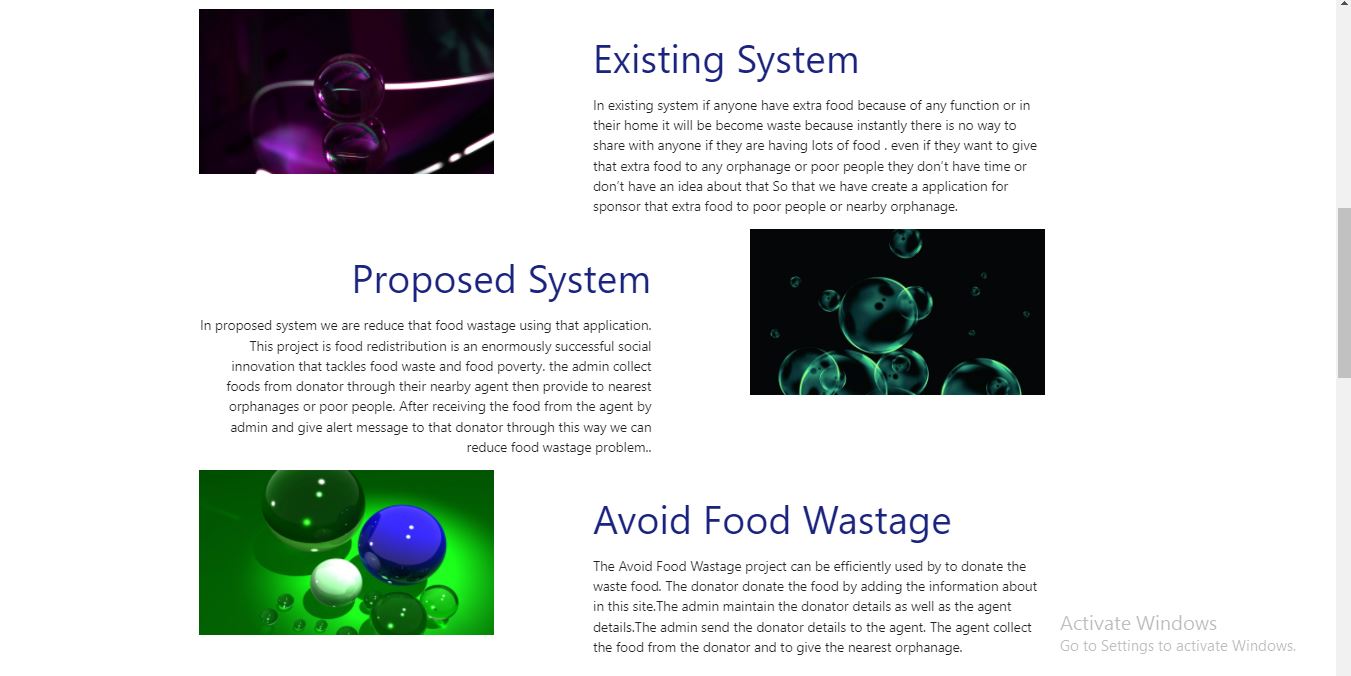 Existing System
In existing system if anyone have extra food because of any function or in
their home it will be become waste because instantly there is no way to
share with anyone if they are having lots of food . even if they want to give
that extra food to any orphanage or poor people they don't have time or
don't have an idea about that So that we have create a application for
sponsor that extra food to poor people or nearby orphanage.
Proposed System
In proposed system we are reduce that food wastage using that application.
This project is food redistribution is an enormously successful social
innovation that tackles food waste and food poverty. the admin collect
foods from donator through their nearby agent then provide to nearest
orphanages or poor people. After receiving the food from the agent by
admin and give alert message to that donator through this way we can
reduce food wastage problem..
Avoid Food Wastage
The Avoid Food Wastage project can be efficiently used by to donate the
waste food. The donator donate the food by adding the information about
in this site.The admin maintain the donator details as well as the agent
details.The admin send the donator details to the agent. The agent collect
the food from the donator and to give the nearest orphanage.
Activate Windows
Go to Settings to activate Windows.